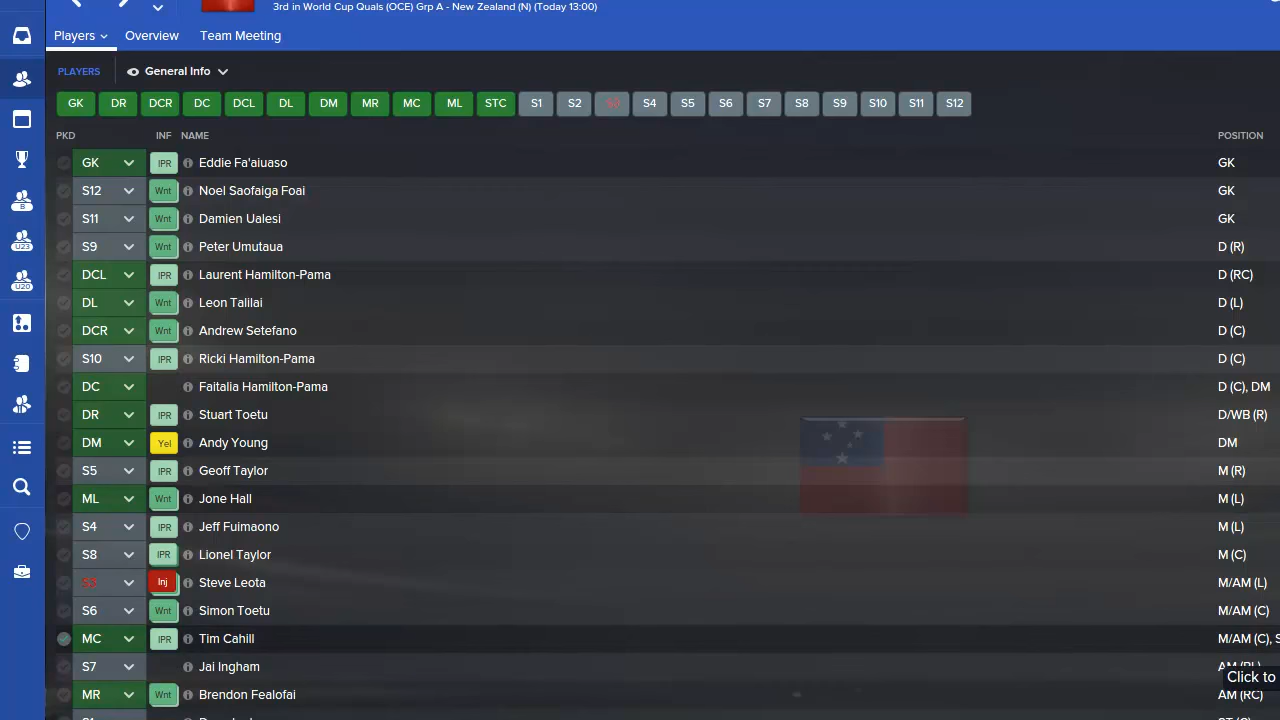 3rd in World Cup Quals (OCE) Grp A - New Zealand (N) (Today 13:00)
Players Overview Team Meeting
PLAYERS General Info
GK DR DCR DC DCL DL DM MR MC ML STC S1 S2 S3 S4 S5 S6 S7 S8 S9 S10 S11 S12
PKD INF NAME POSITION
GK IPR Eddie Fa'aiuaso GK
S12 Wnt Noel Saofaiga Foai GK
S11 Wnt Damien Ualesi GK
S9 Wnt Peter Umutaua D (R)
DCL IPR Laurent Hamilton-Pama D (RC)
DL Wnt Leon Talilai D (L)
DCR Wnt Andrew Setefano D (C)
S10 IPR Ricki Hamilton-Pama D (C)
DC Faitalia Hamilton-Pama D (C), DM
DR IPR Stuart Toetu D/WB (R)
DM Yel Andy Young DM
S5 IPR Geoff Taylor M (R)
ML Wnt Jone Hall M (L)
S4 IPR Jeff Fuimaono M (L)
S8 IPR Lionel Taylor M (C)
S3 Inj Steve Leota M/AM (L)
S6 Wnt Simon Toetu M/AM (C)
MC IPR Tim Cahill M/AM (C), S
S7 Jai Ingham AM (RL)
Click to
MR Wnt Brendon Fealofai AM (RC)
B
U23
U20